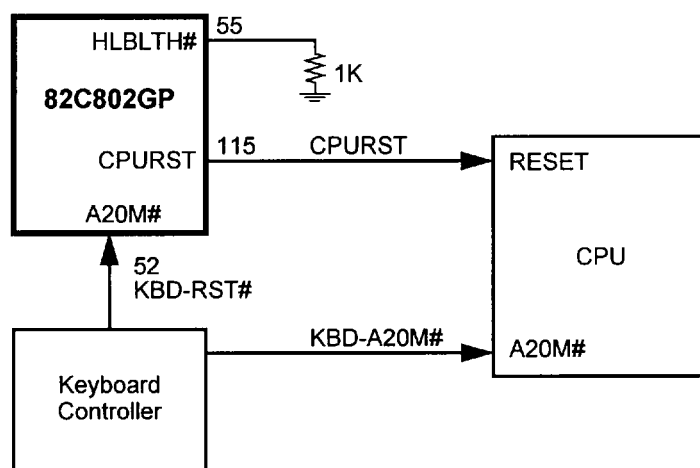 HLBLTH# 55
1K
82C802GP
CPURST 115 CPURST RESET
A20M#
CPU
52
KBD-RST#
KBD-A20M# A20M#
Keyboard
Controller